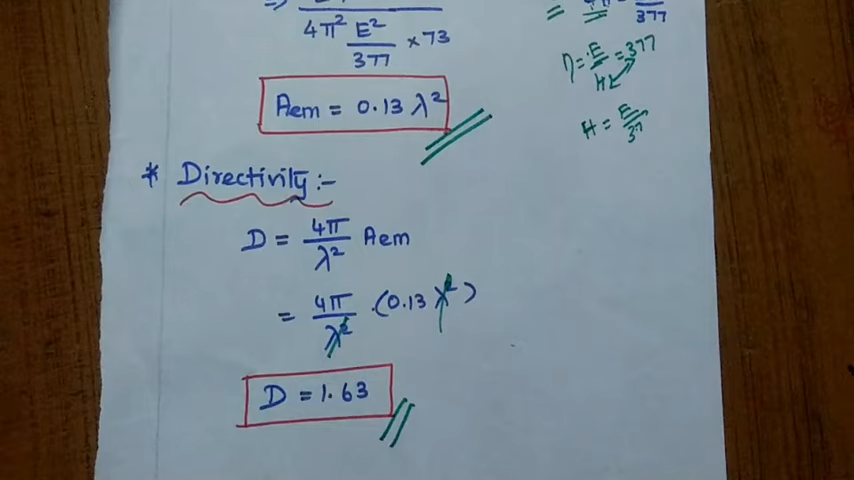 4π² E²/377 × 73
377
η = E/H = 377
Aem = 0.13 λ²
H = E/37
* Directivity :-
D = 4π/λ² Aem
= 4π/λ² . (0.13 λ²)
D = 1.63